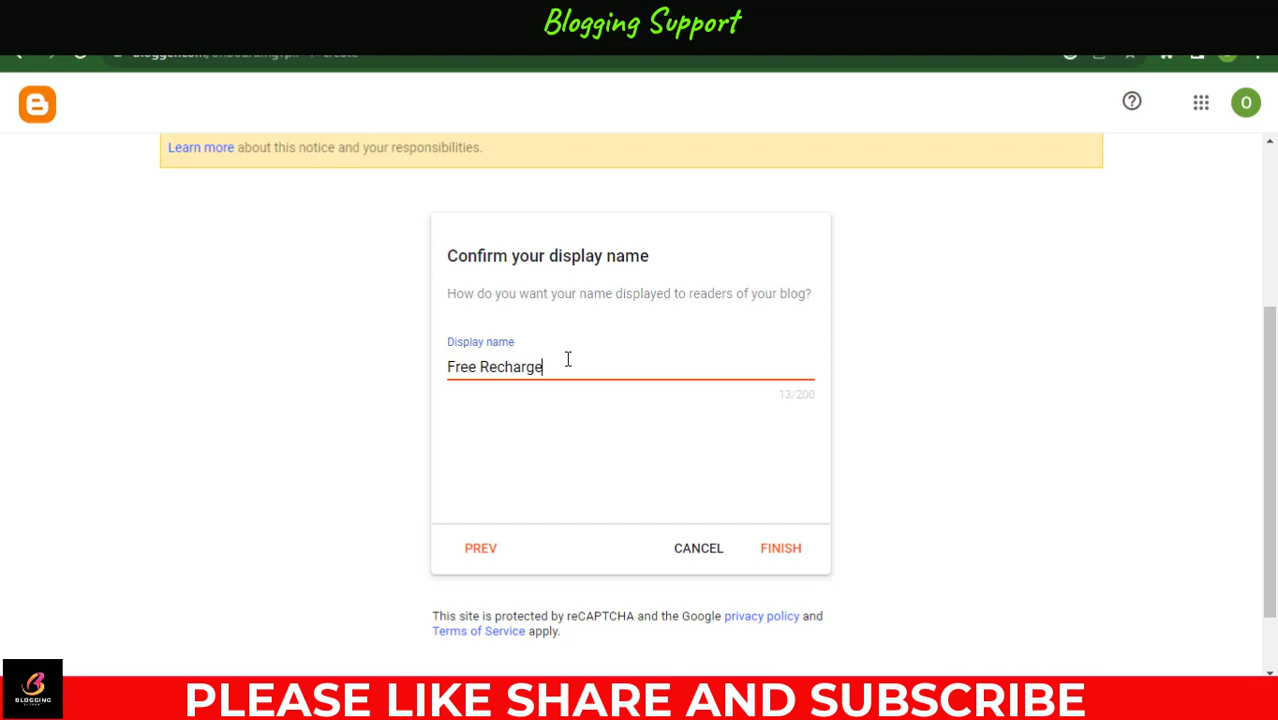 Blogging Support
Learn more about this notice and your responsibilities.
O
Confirm your display name
How do you want your name displayed to readers of your blog?
Display name
Free Recharge
13/200
PREV
CANCEL
FINISH
This site is protected by reCAPTCHA and the Google privacy policy and
Terms of Service apply.
BLOGGING
PLEASE LIKE SHARE AND SUBSCRIBE